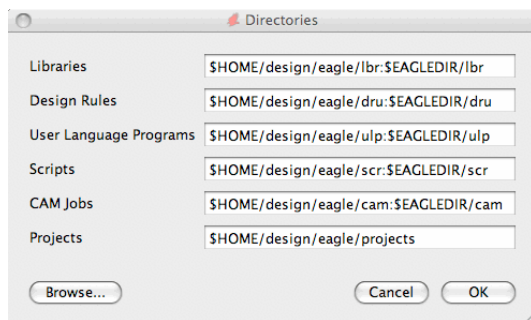 Directories
Libraries $HOME/design/eagle/lbr:$EAGLEDIR/lbr
Design Rules $HOME/design/eagle/dru:$EAGLEDIR/dru
User Language Programs $HOME/design/eagle/ulp:$EAGLEDIR/ulp
Scripts $HOME/design/eagle/scr:$EAGLEDIR/scr
CAM Jobs $HOME/design/eagle/cam:$EAGLEDIR/cam
Projects $HOME/design/eagle/projects
Browse... Cancel OK